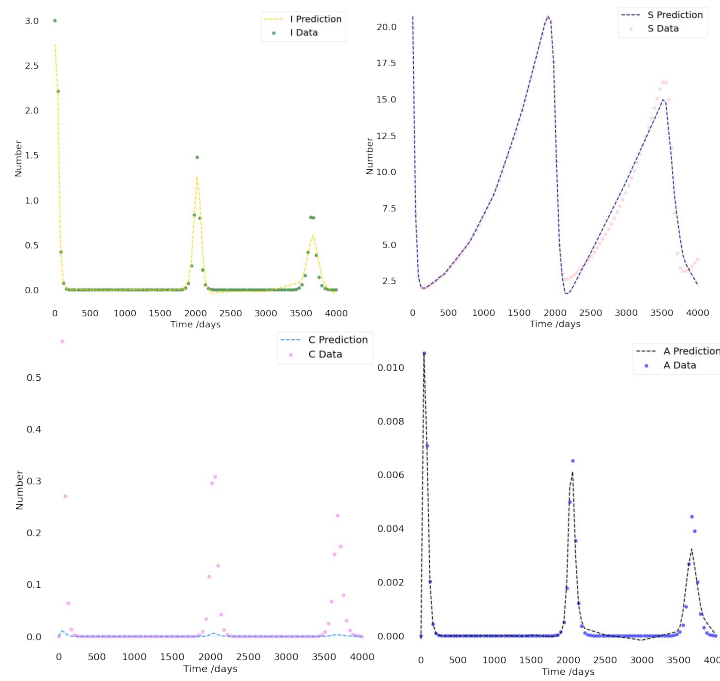 I Prediction
I Data
3.0
2.5
2.0
1.5
1.0
0.5
0.0
Number
0 500 1000 1500 2000 2500 3000 3500 4000
Time /days
S Prediction
S Data
20.0
17.5
15.0
12.5
10.0
7.5
5.0
2.5
Number
0 500 1000 1500 2000 2500 3000 3500 4000
Time /days
C Prediction
C Data
0.5
0.4
0.3
0.2
0.1
0.0
Number
0 500 1000 1500 2000 2500 3000 3500 4000
Time /days
A Prediction
A Data
0.010
0.008
0.006
0.004
0.002
0.000
0 500 1000 1500 2000 2500 3000 3500 400
Time /days